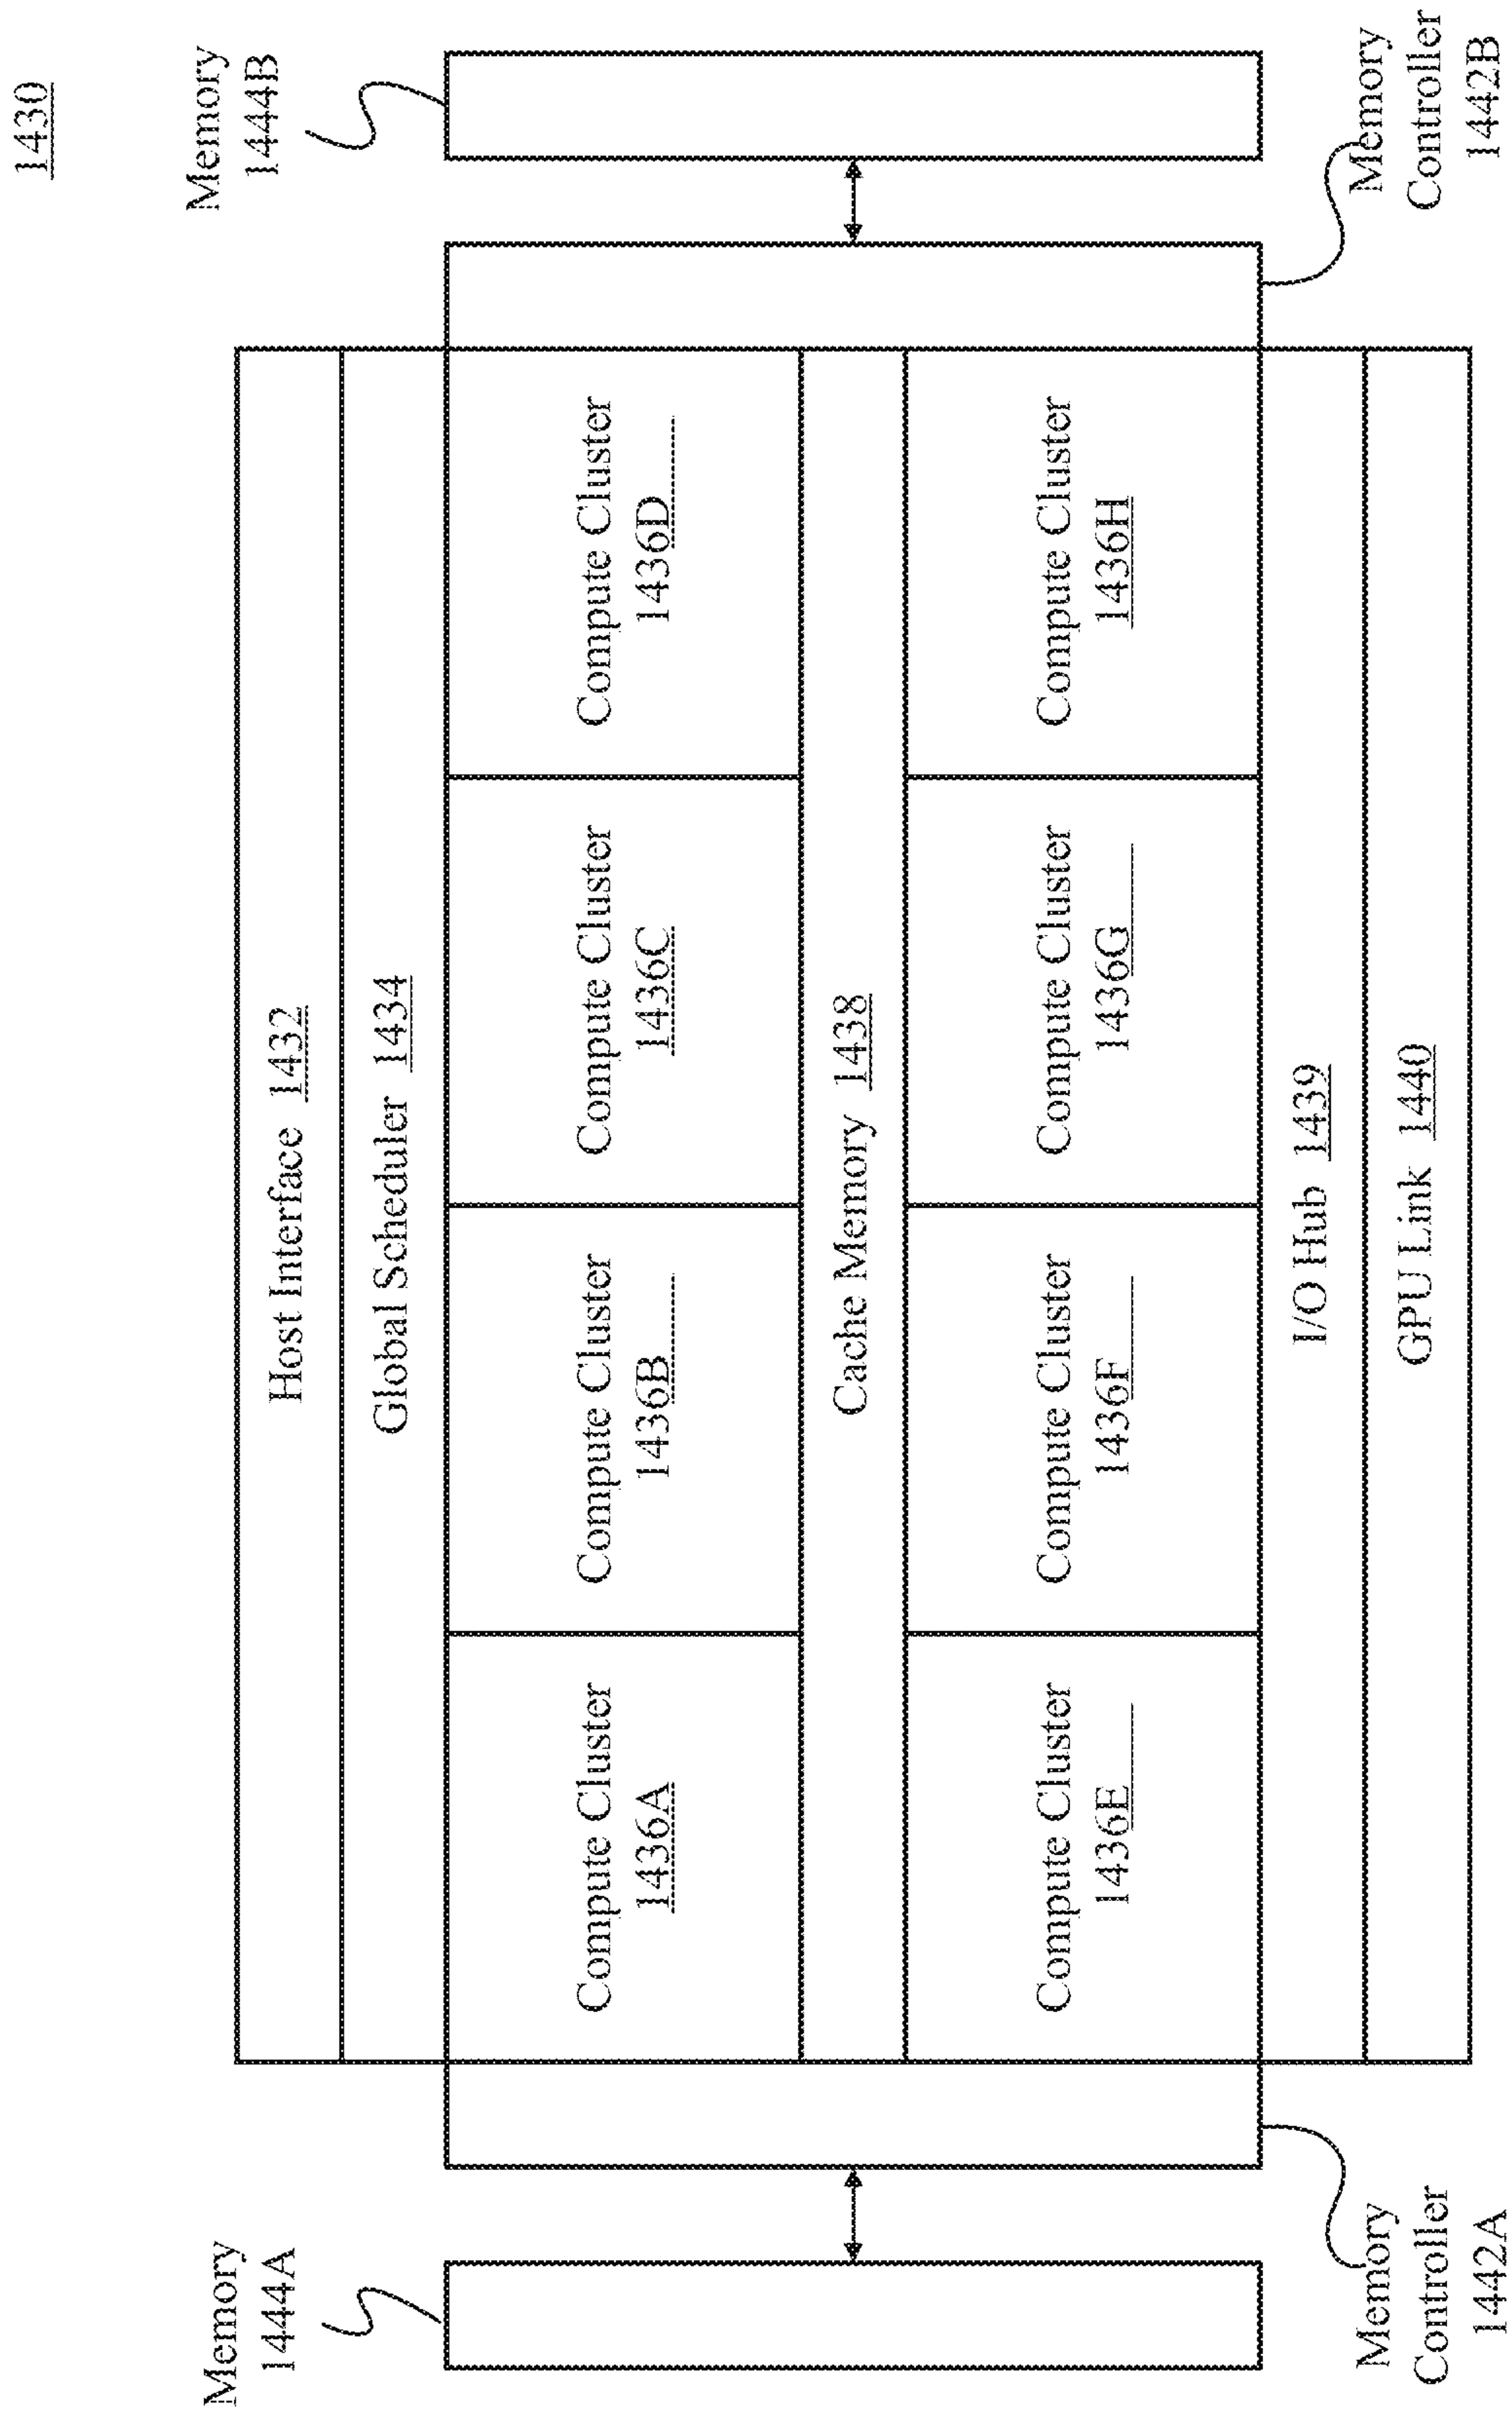 1430
Memory
1444A
Memory
1444B
Host Interface 1432
Global Scheduler 1434
Compute Cluster
1436A
Compute Cluster
1436B
Compute Cluster
1436C
Compute Cluster
1436D
Cache Memory 1438
Compute Cluster
1436E
Compute Cluster
1436F
Compute Cluster
1436G
Compute Cluster
1436H
I/O Hub 1439
GPU Link 1440
Memory
Controller
1442A
Memory
Controller
1442B